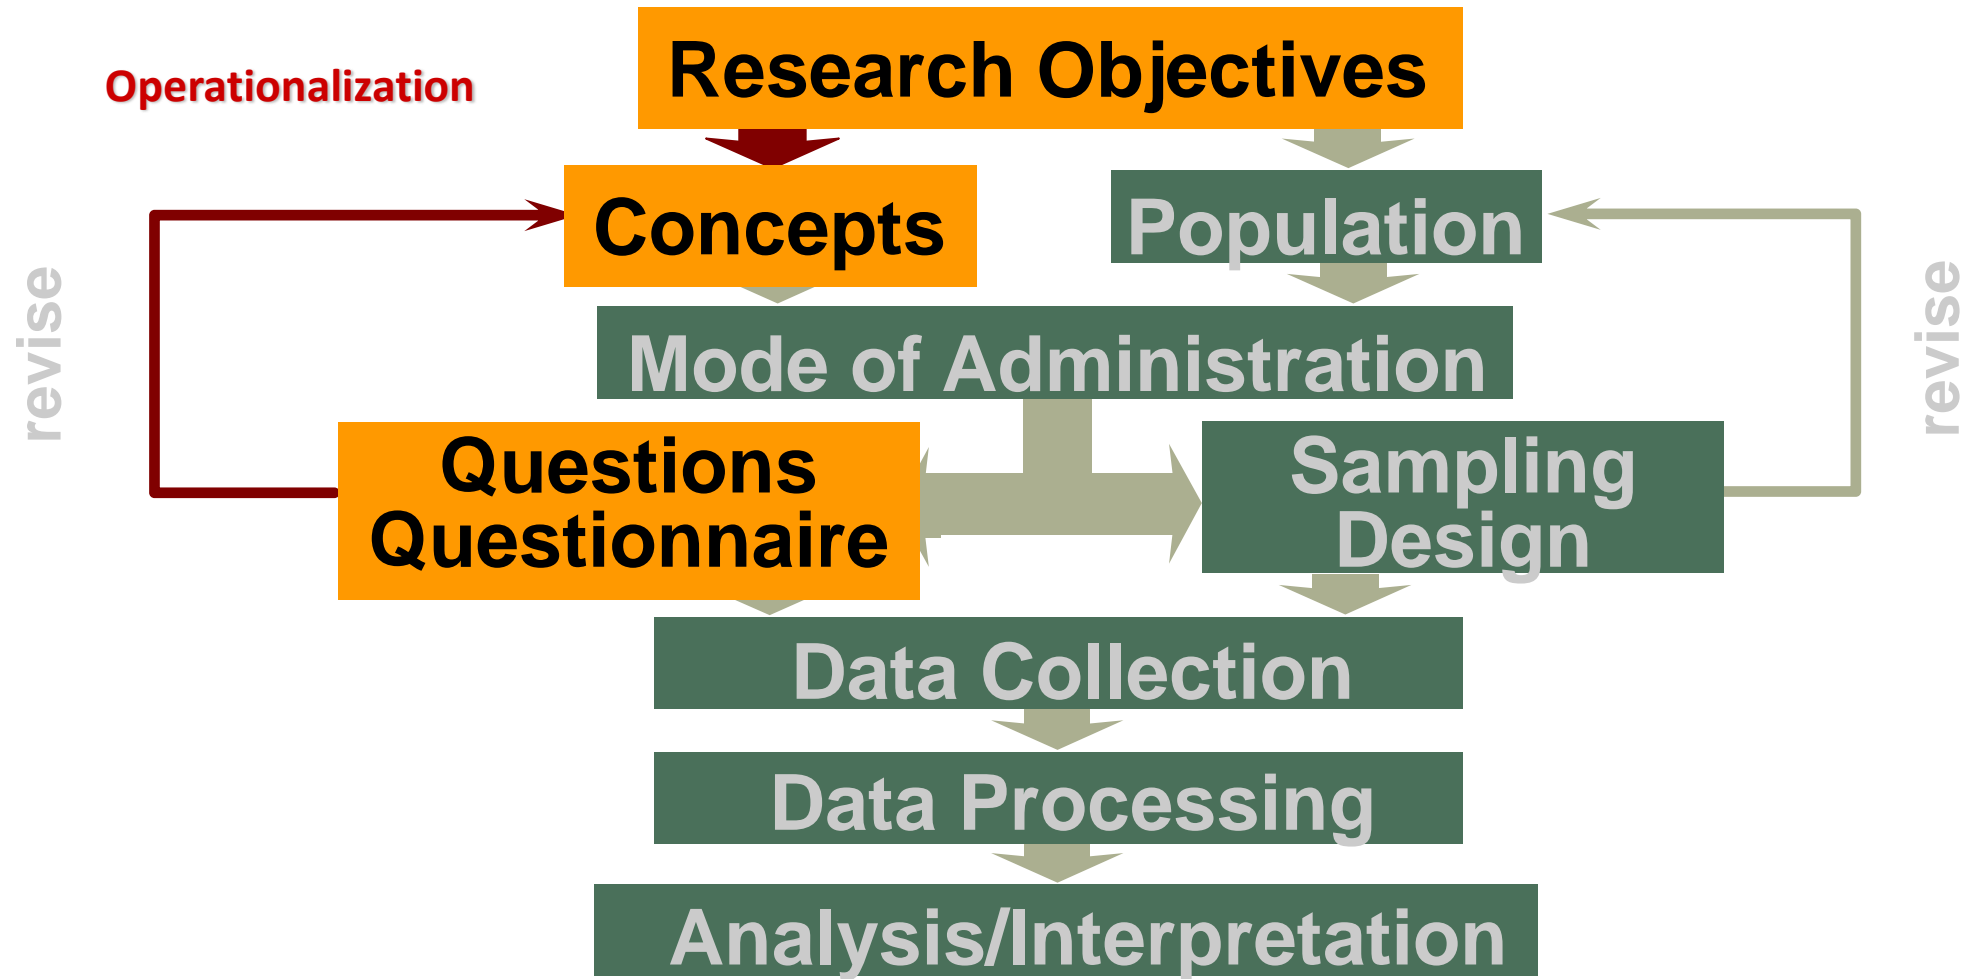 Research Objectives
Operationalization
Concepts
Population
revise
revise
Mode of Administration
Questions
Questionnaire
Sampling
Design
Data Collection
Data Processing
Analysis/Interpretation